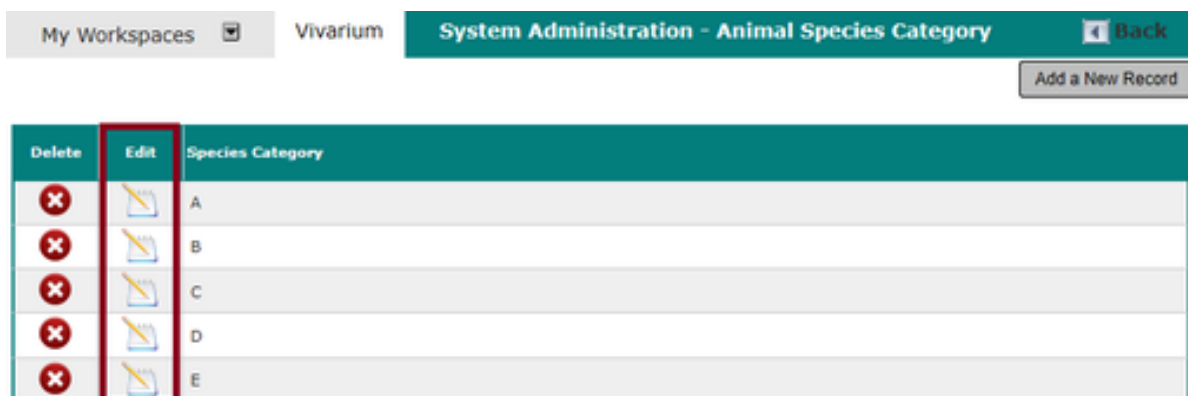 My Workspaces Vivarium System Administration - Animal Species Category Back
Add a New Record
Delete Edit Species Category
A
B
C
D
E